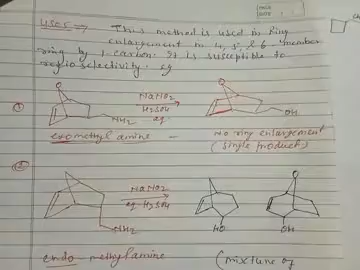 USES → This method is used in Ring
enlargement in 4, 5, & 6-member
ring by 1-carbon. It is susceptible to
regioselectivity. eg
①
O
NH2
NaNO2
H2SO4
aq
O
OH
exomethylamine — No ring enlargement
(single product)
②
NH2
NaNO2
aq. H2SO4
HO
O
OH
endo-methylamine (mixture of